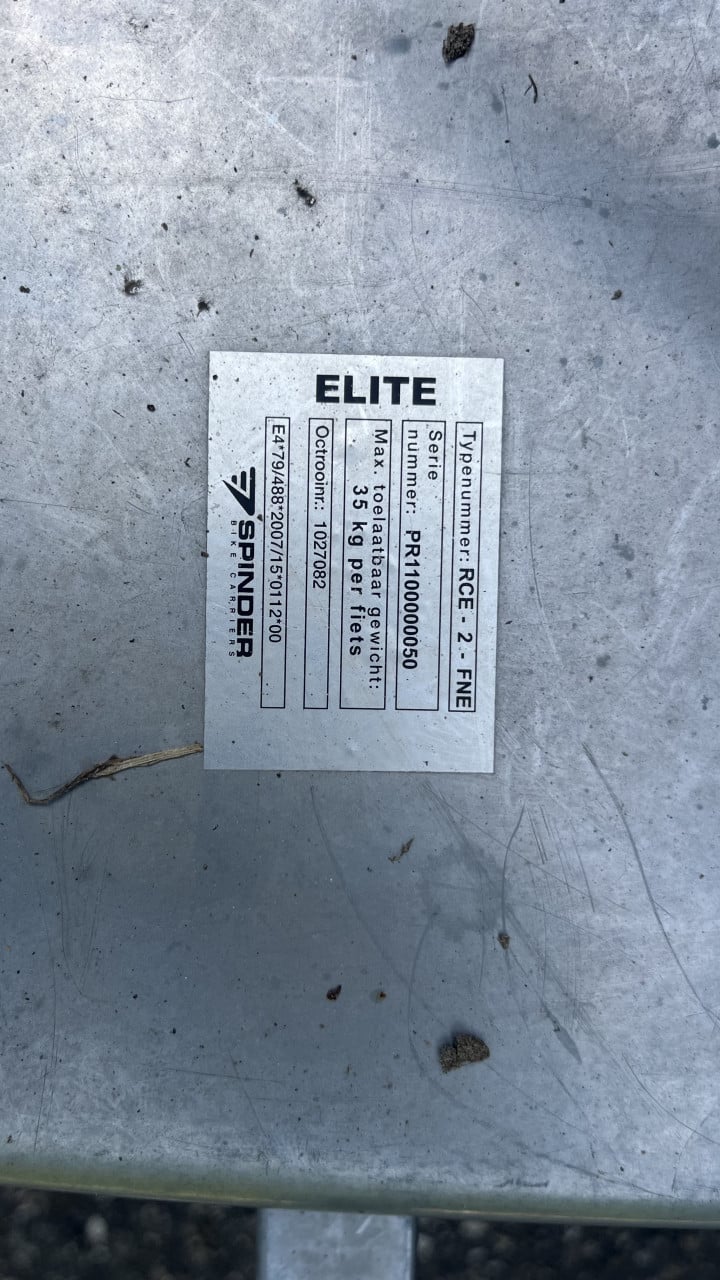 ELITE
Typenummer: RCE - 2 - FNE
Serie
nummer: PR1100000050
Max. toelaatbaar gewicht:
35 kg per fiets
Octrooinr.: 1027082
E4*79/488*2007/15*0112*00
SPINDER
BIKE CARRIERS